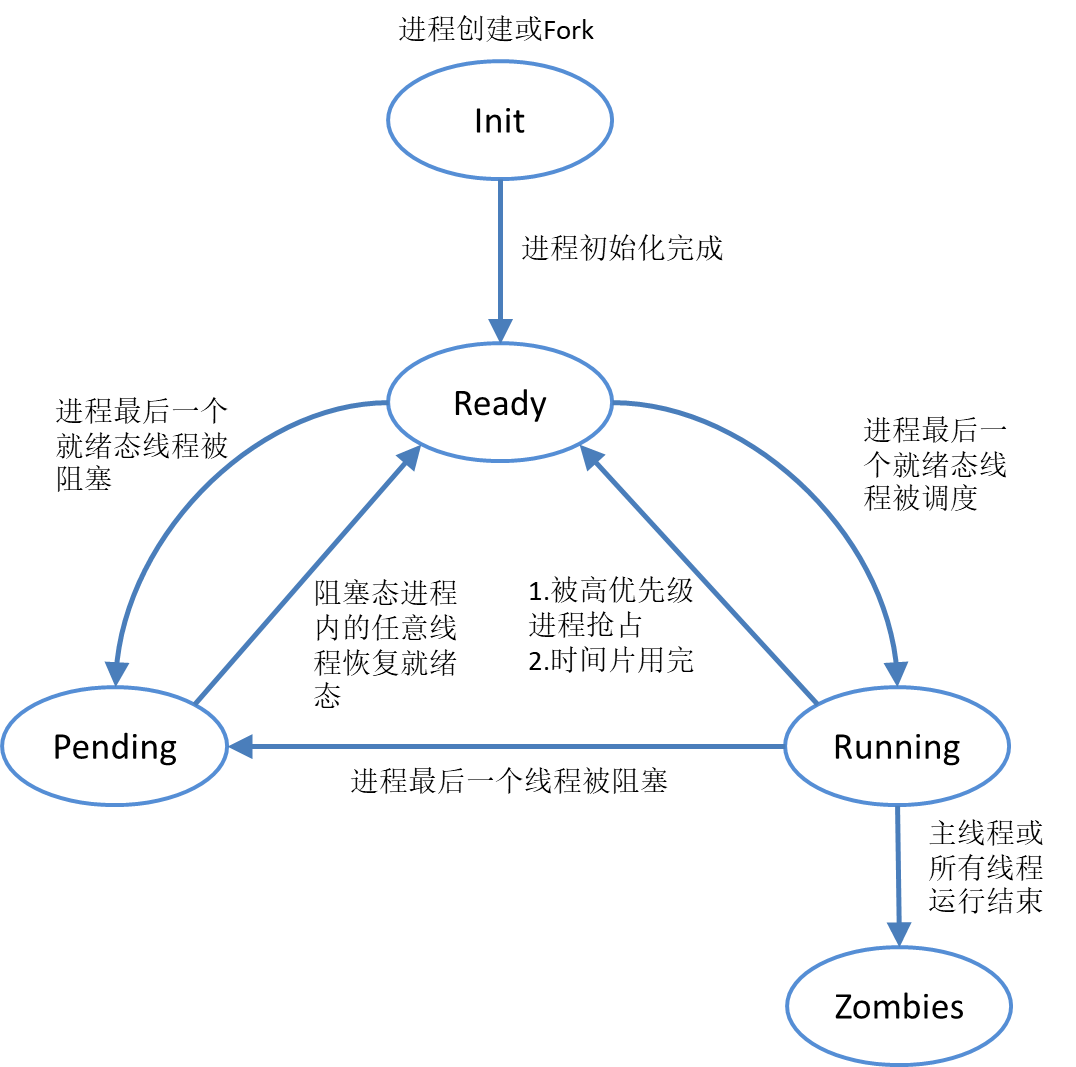 进程创建或Fork
Init
进程初始化完成
Ready
进程最后一个
就绪态线程被
阻塞
进程最后一
个就绪态线
程被调度
阻塞态进程
内的任意线
程恢复就绪
态
1.被高优先级
进程抢占
2.时间片用完
Pending
Running
进程最后一个线程被阻塞
主线程或
所有线程
运行结束
Zombies